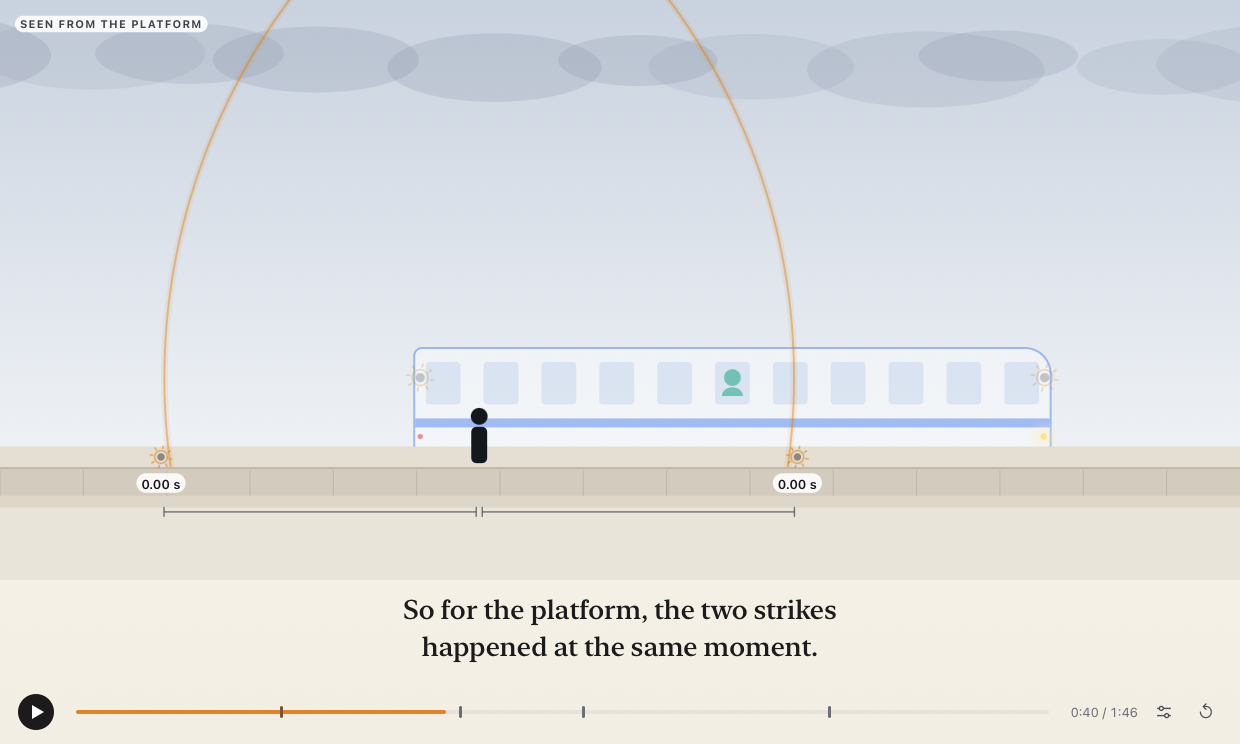 SEEN FROM THE PLATFORM
0.00 s
0.00 s
So for the platform, the two strikes
happened at the same moment.
0:40 / 1:46